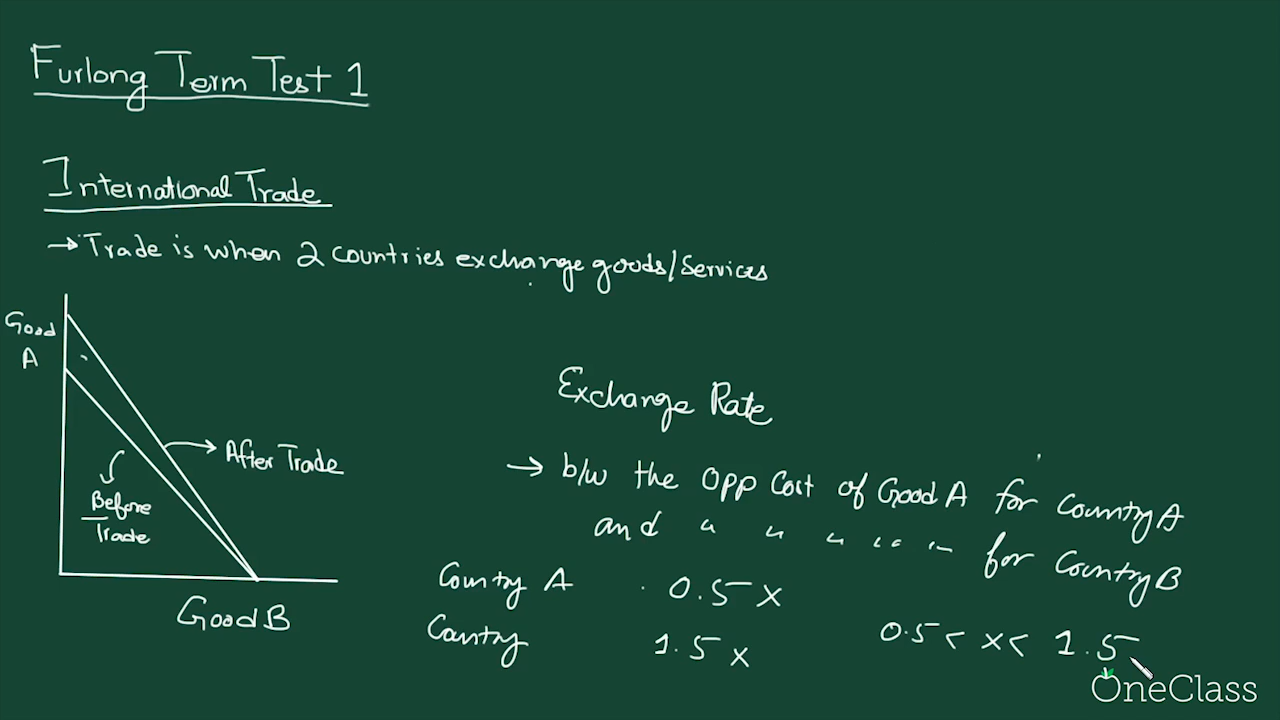 Furlong Term Test 1
International Trade
→ Trade is when 2 countries exchange goods/services
Good
A
After Trade
Before
Trade
Good B
Exchange Rate
→ b/w the opp cost of Good A for Country A
and " " " " " for Country B
Country A 0.5 x
Country 1.5 x
0.5 < x < 1.5
OneClass